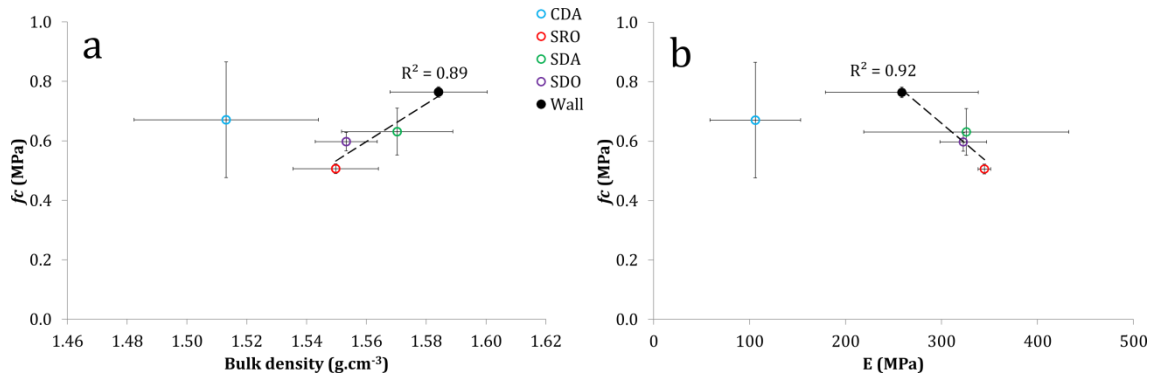 a
R² = 0.89
fc (MPa)
1.0
0.8
0.6
0.4
0.2
0.0
1.46 1.48 1.50 1.52 1.54 1.56 1.58 1.60 1.62
Bulk density (g.cm⁻³)
CDA
SRO
SDA
SDO
Wall
b
R² = 0.92
fc (MPa)
1.0
0.8
0.6
0.4
0.2
0.0
0 100 200 300 400 500
E (MPa)